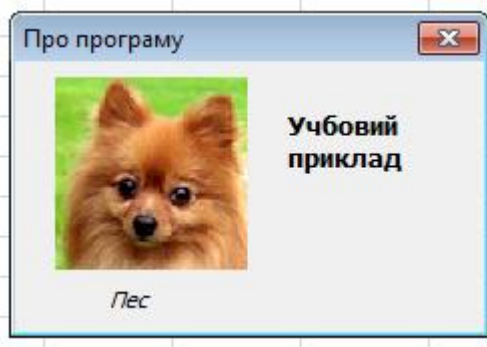 Про програму
Учбовий
приклад
Пес